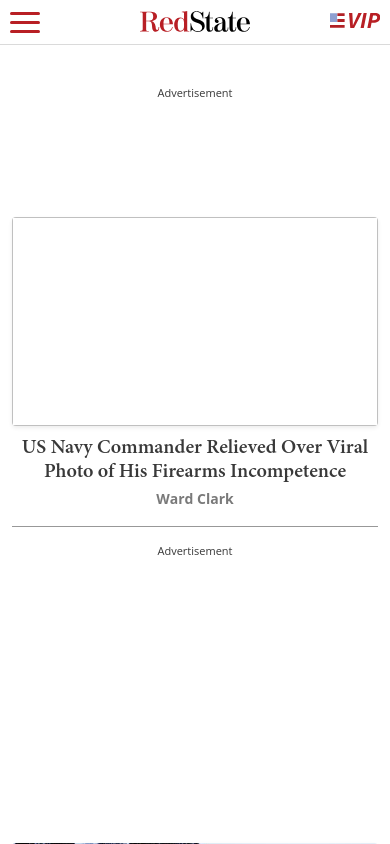 RedState
VIP
Advertisement
US Navy Commander Relieved Over Viral
Photo of His Firearms Incompetence
Ward Clark
Advertisement